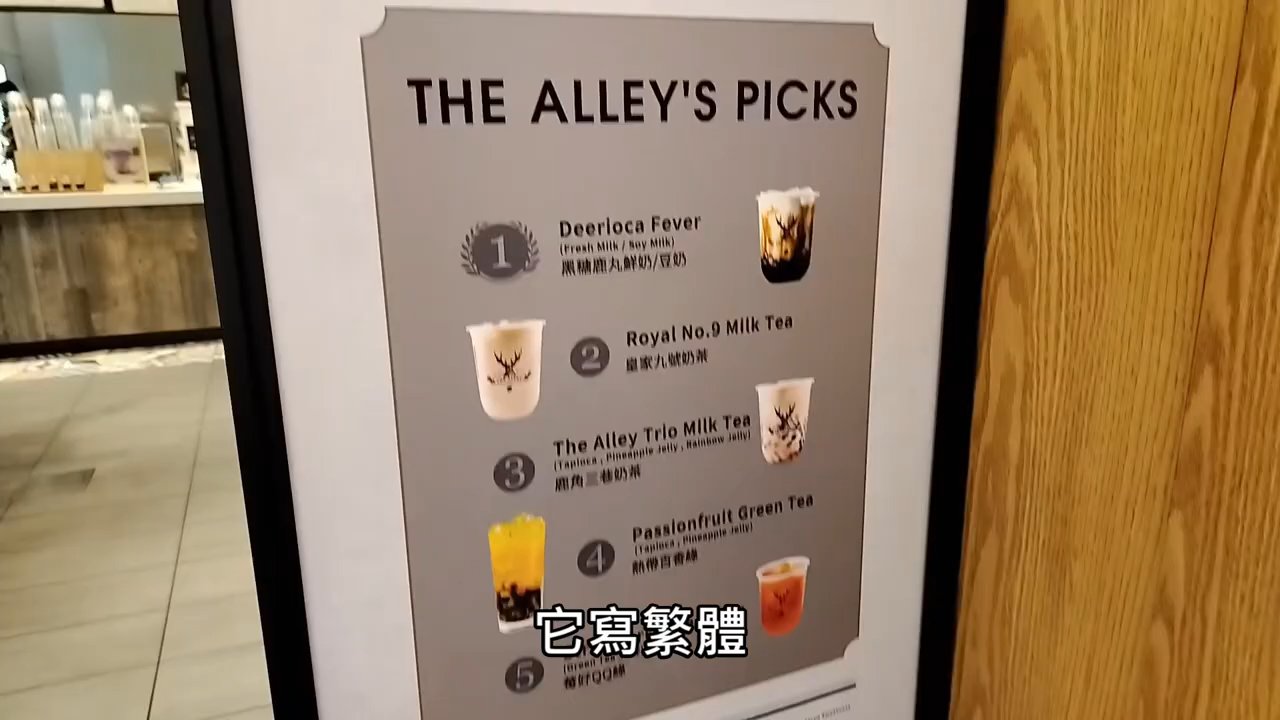 THE ALLEY'S PICKS
1
Deerioca Fever
(Fresh Milk / Soy Milk)
黑糖鹿丸鮮奶/豆奶
2
Royal No.9 Milk Tea
皇家九號奶茶
3
The Alley Trio Milk Tea
(Tapioca , Pineapple Jelly , Rainbow Jelly)
鹿角三巷奶茶
4
Passionfruit Green Tea
(Tapioca , Pineapple Jelly)
熱帶百香綠
5
(Green Tea
莓好QQ綠
它寫繁體